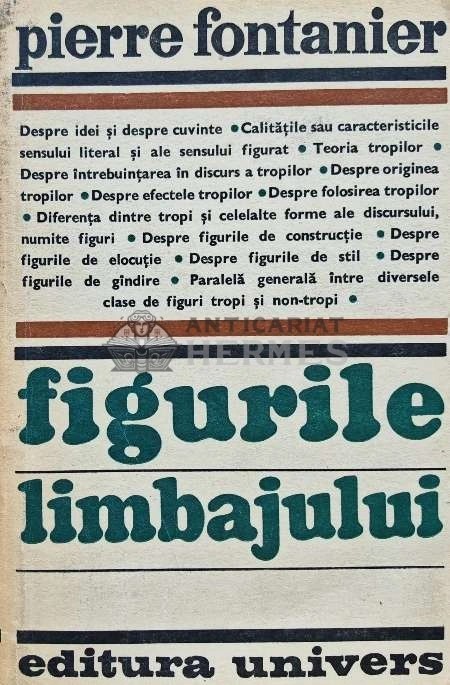 pierre fontanier
Despre idei și despre cuvinte • Calitățile sau caracteristicile
sensului literal și ale sensului figurat • Teoria tropilor •
Despre întrebuințarea în discurs a tropilor • Despre originea
tropilor • Despre efectele tropilor • Despre folosirea tropilor
• Diferența dintre tropi și celelalte forme ale discursului,
numite figuri • Despre figurile de construcție • Despre
figurile de elocuție • Despre figurile de stil • Despre
figurile de gîndire • Paralelă generală între diversele
clase de figuri tropi și non-tropi •
ANTICARIAT
HERMES
figurile
limbajului
editura univers